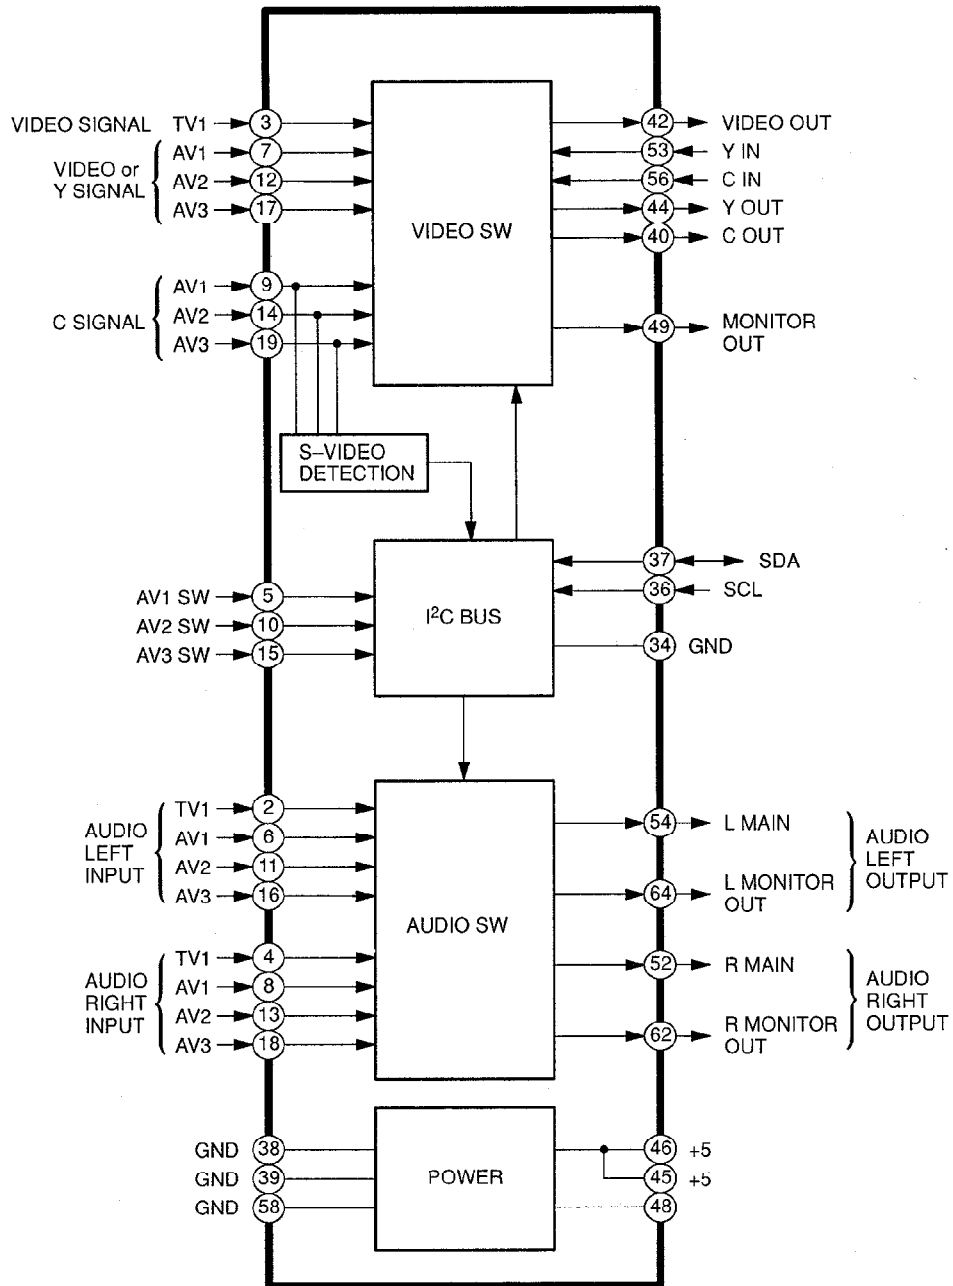 VIDEO SIGNAL TV1 3
VIDEO or
Y SIGNAL
AV1 7
AV2 12
AV3 17
C SIGNAL
AV1 9
AV2 14
AV3 19
VIDEO SW
42 VIDEO OUT
53 Y IN
56 C IN
44 Y OUT
40 C OUT
49 MONITOR
OUT
S–VIDEO
DETECTION
AV1 SW 5
AV2 SW 10
AV3 SW 15
I²C BUS
37 SDA
36 SCL
34 GND
AUDIO
LEFT
INPUT
TV1 2
AV1 6
AV2 11
AV3 16
AUDIO
RIGHT
INPUT
TV1 4
AV1 8
AV2 13
AV3 18
AUDIO SW
54 L MAIN
64 L MONITOR
OUT
AUDIO
LEFT
OUTPUT
52 R MAIN
62 R MONITOR
OUT
AUDIO
RIGHT
OUTPUT
GND 38
GND 39
GND 58
POWER
46 +5
45 +5
48